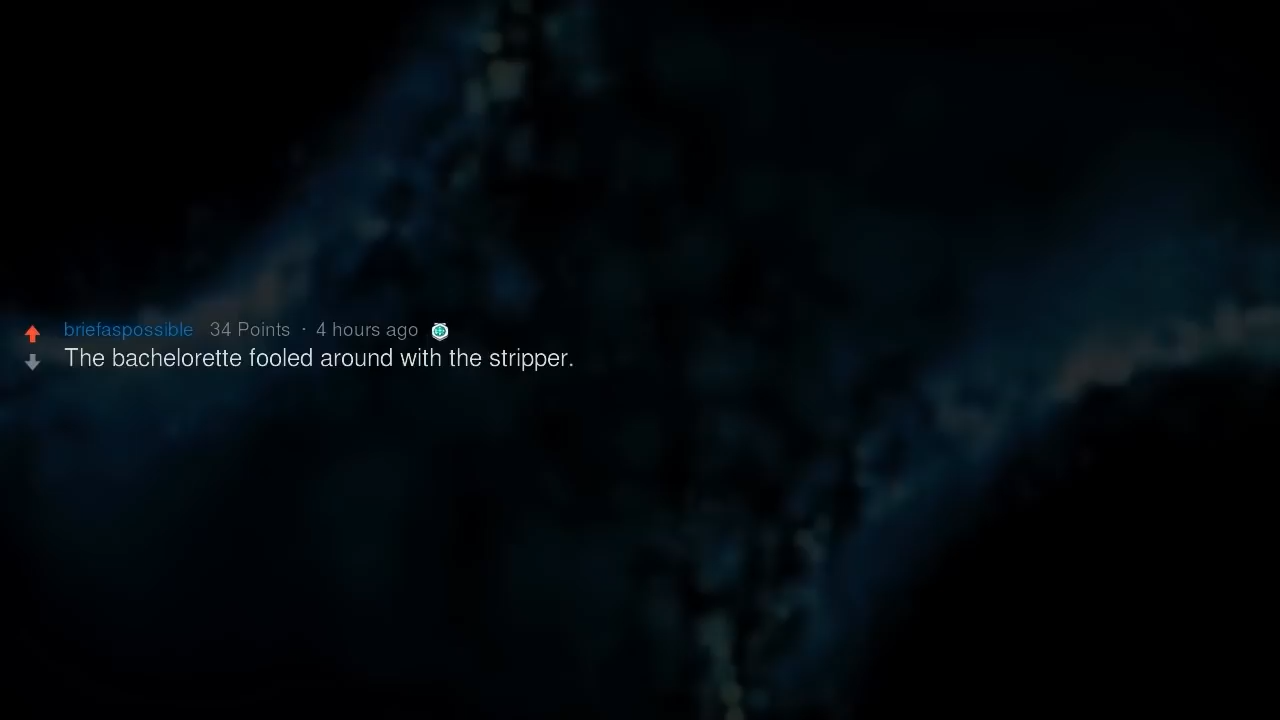 briefaspossible 34 Points · 4 hours ago
The bachelorette fooled around with the stripper.